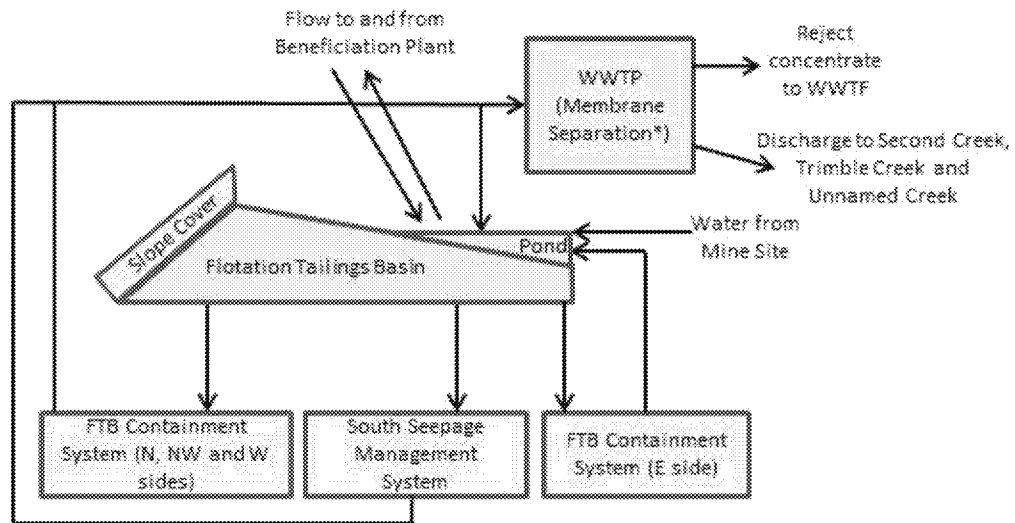 Flow to and from
Beneficiation Plant
WWTP
(Membrane
Separation*)
Reject
concentrate
to WWTF
Discharge to Second Creek,
Trimble Creek and
Unnamed Creek
Slope Cover
Flotation Tailings Basin
Pond
Water from
Mine Site
FTB Containment
System (N, NW and W
sides)
South Seepage
Management
System
FTB Containment
System (E side)